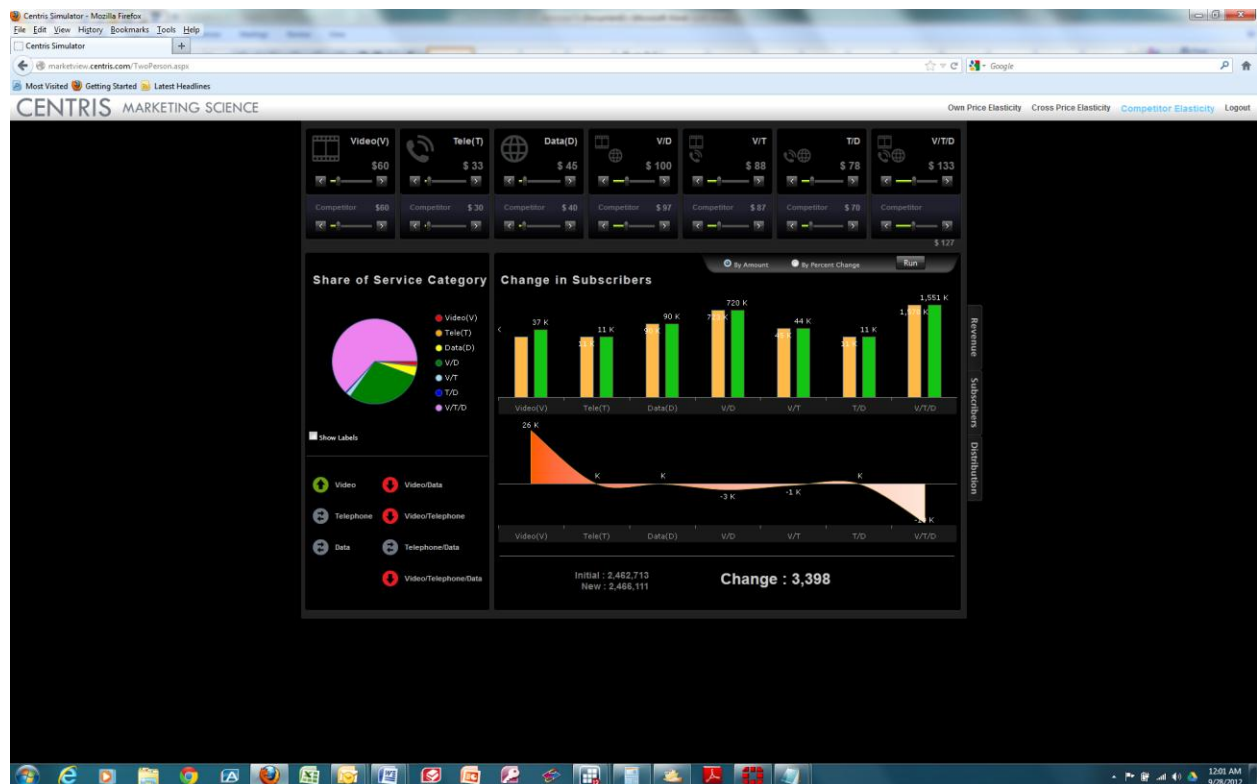 Centris Simulator - Mozilla Firefox
File Edit View History Bookmarks Tools Help
Centris Simulator
marketview.centris.com/TwoPerson.aspx
Google
Most Visited Getting Started Latest Headlines
CENTRIS MARKETING SCIENCE
Own Price Elasticity Cross Price Elasticity Competitor Elasticity Logout
Video(V) Tele(T) Data(D) V/D V/T T/D V/T/D
$60 $ 33 $ 45 $ 100 $ 88 $ 78 $ 133
Competitor $60 Competitor $ 30 Competitor $ 40 Competitor $ 97 Competitor $ 87 Competitor $ 70 Competitor
$ 127
By Amount By Percent Change Run
Share of Service Category
Video(V)
Tele(T)
Data(D)
V/D
V/T
T/D
V/T/D
Show Labels
Video Video/Data
Telephone Video/Telephone
Data Telephone/Data
Video/Telephone/Data
Change in Subscribers
37 K 11 K 90 K 720 K 44 K 11 K 1,551 K
Video(V) Tele(T) Data(D) V/D V/T T/D V/T/D
26 K K K -3 K -1 K K
Video(V) Tele(T) Data(D) V/D V/T T/D V/T/D
Initial : 2,462,713
New : 2,466,111
Change : 3,398
Revenue
Subscribers
Distribution
12:01 AM
9/28/2012